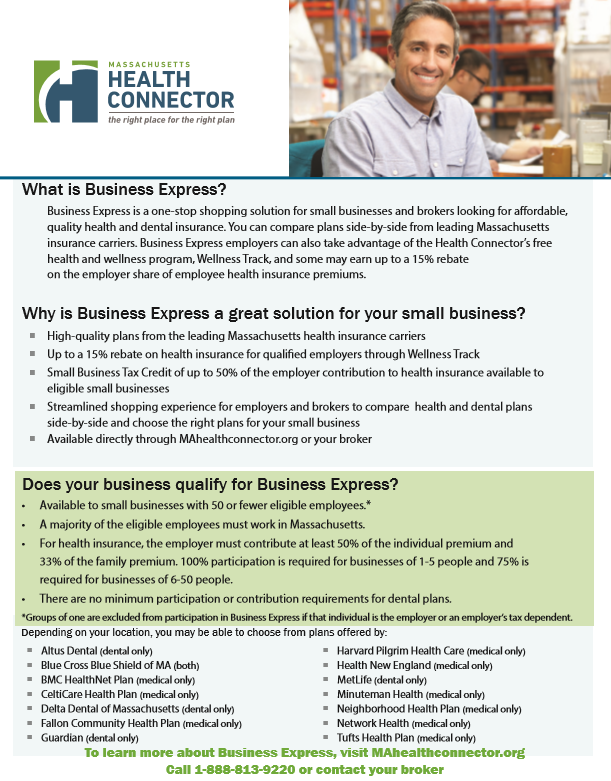 MASSACHUSETTS
HEALTH
CONNECTOR
the right place for the right plan
What is Business Express?
Business Express is a one-stop shopping solution for small businesses and brokers looking for affordable,
quality health and dental insurance. You can compare plans side-by-side from leading Massachusetts
insurance carriers. Business Express employers can also take advantage of the Health Connector's free
health and wellness program, Wellness Track, and some may earn up to a 15% rebate
on the employer share of employee health insurance premiums.
Why is Business Express a great solution for your small business?
■ High-quality plans from the leading Massachusetts health insurance carriers
■ Up to a 15% rebate on health insurance for qualified employers through Wellness Track
■ Small Business Tax Credit of up to 50% of the employer contribution to health insurance available to
eligible small businesses
■ Streamlined shopping experience for employers and brokers to compare health and dental plans
side-by-side and choose the right plans for your small business
■ Available directly through MAhealthconnector.org or your broker
Does your business qualify for Business Express?
• Available to small businesses with 50 or fewer eligible employees.*
• A majority of the eligible employees must work in Massachusetts.
• For health insurance, the employer must contribute at least 50% of the individual premium and
33% of the family premium. 100% participation is required for businesses of 1-5 people and 75% is
required for businesses of 6-50 people.
• There are no minimum participation or contribution requirements for dental plans.
*Groups of one are excluded from participation in Business Express if that individual is the employer or an employer's tax dependent.
Depending on your location, you may be able to choose from plans offered by:
■ Altus Dental (dental only)
■ Blue Cross Blue Shield of MA (both)
■ BMC HealthNet Plan (medical only)
■ CeltiCare Health Plan (medical only)
■ Delta Dental of Massachusetts (dental only)
■ Fallon Community Health Plan (medical only)
■ Guardian (dental only)
■ Harvard Pilgrim Health Care (medical only)
■ Health New England (medical only)
■ MetLife (dental only)
■ Minuteman Health (medical only)
■ Neighborhood Health Plan (medical only)
■ Network Health (medical only)
■ Tufts Health Plan (medical only)
To learn more about Business Express, visit MAhealthconnector.org
Call 1-888-813-9220 or contact your broker